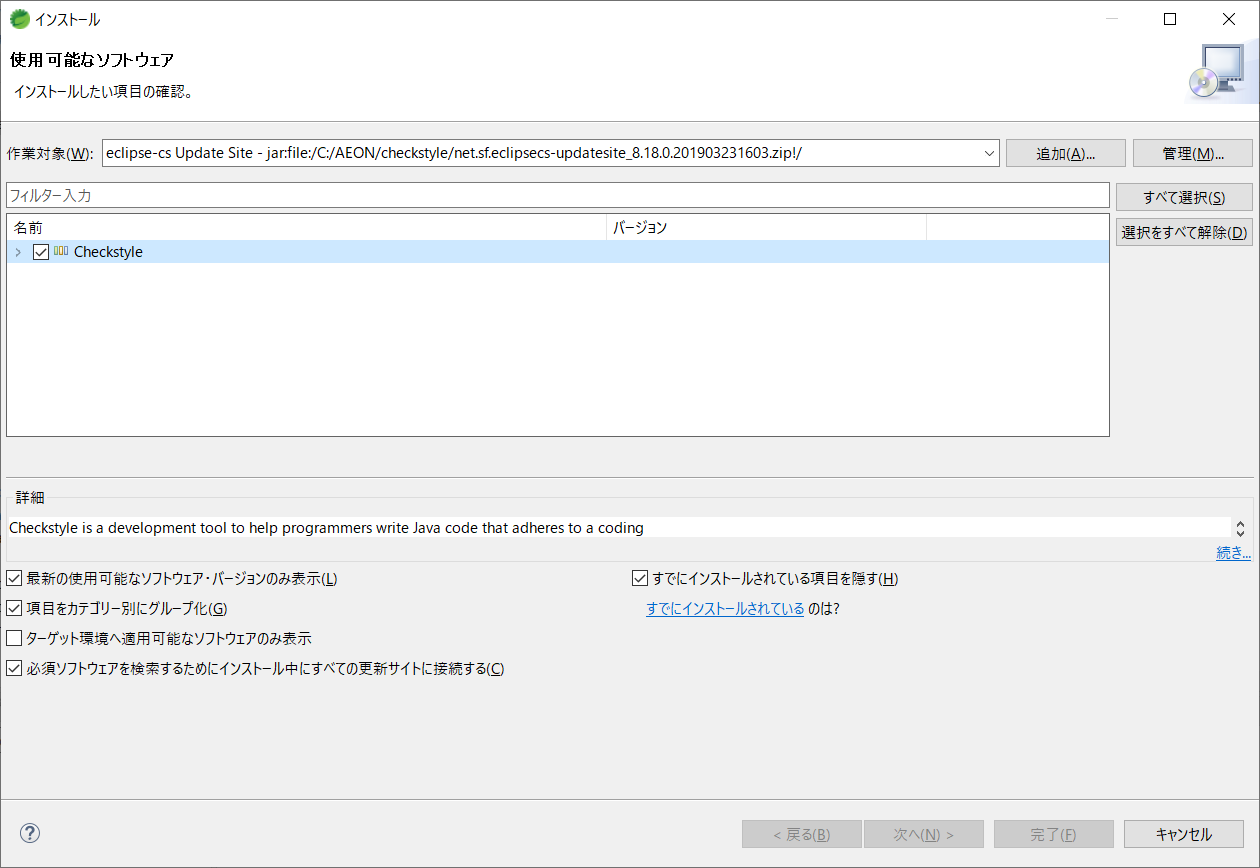 インストール
使用可能なソフトウェア
インストールしたい項目の確認。
作業対象(W): eclipse-cs Update Site - jar:file:/C:/AEON/checkstyle/net.sf.eclipsecs-updatesite_8.18.0.201903231603.zip!/ 追加(A)... 管理(M)...
フィルター入力 すべて選択(S)
名前 バージョン 選択をすべて解除(D)
Checkstyle
詳細
Checkstyle is a development tool to help programmers write Java code that adheres to a coding
続き...
最新の使用可能なソフトウェア・バージョンのみ表示(L) すでにインストールされている項目を隠す(H)
項目をカテゴリー別にグループ化(G) すでにインストールされている のは?
ターゲット環境へ適用可能なソフトウェアのみ表示
必須ソフトウェアを検索するためにインストール中にすべての更新サイトに接続する(C)
? < 戻る(B) 次へ(N) > 完了(F) キャンセル